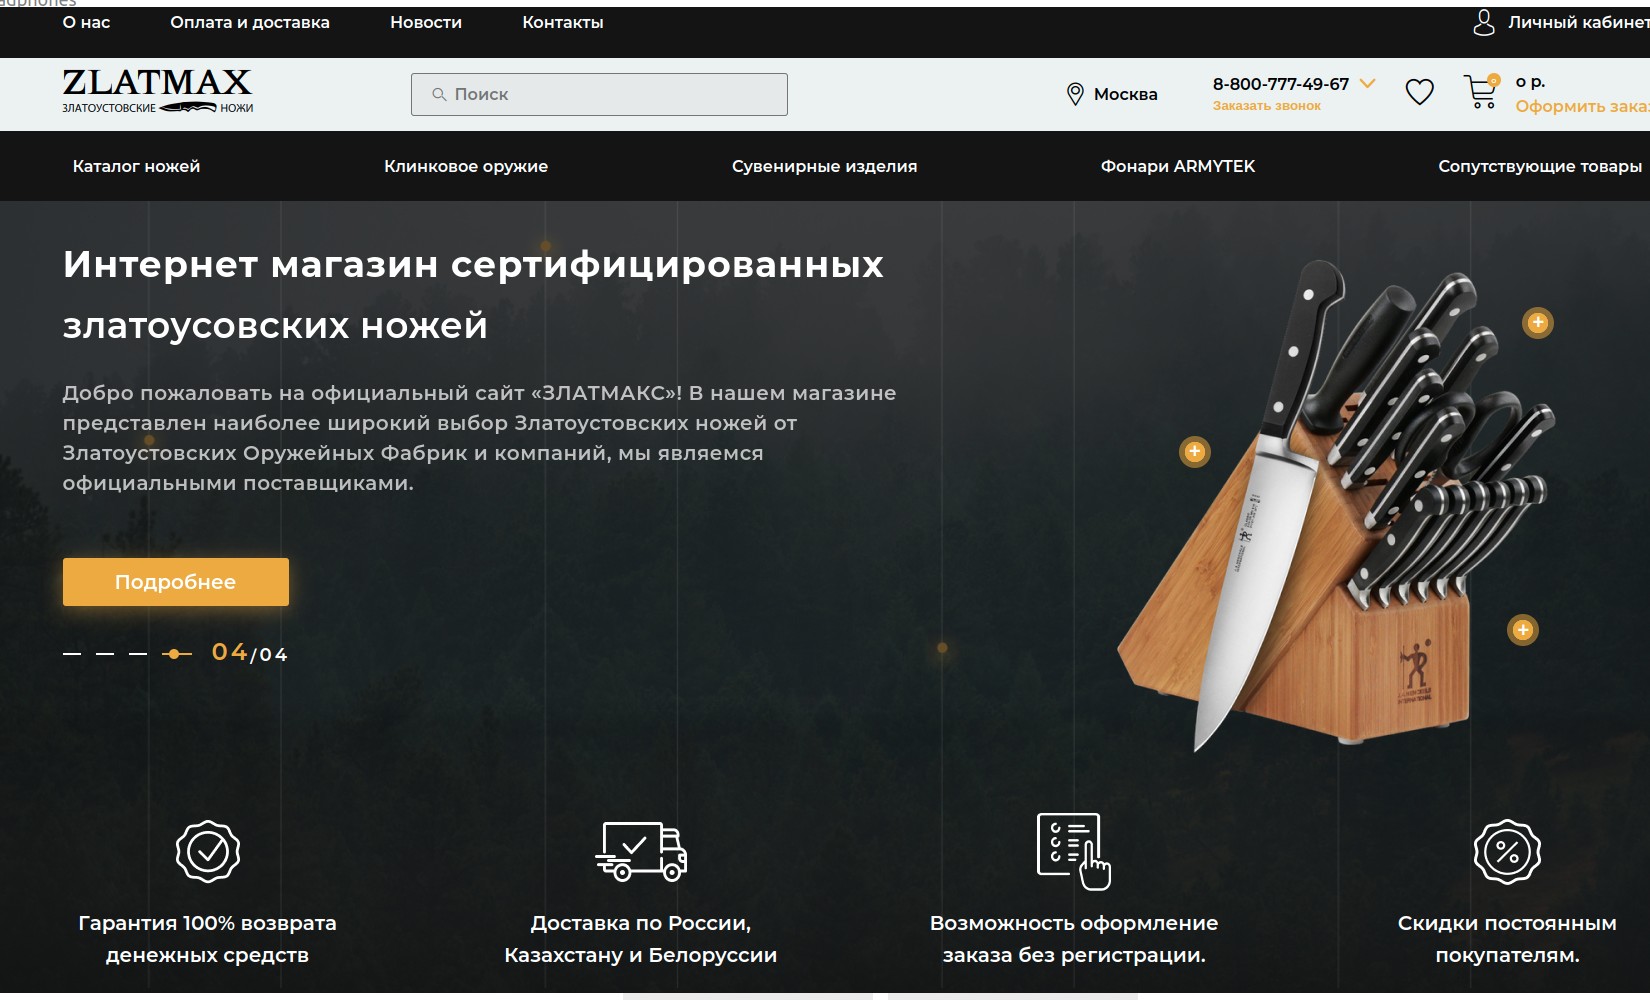 О нас
Оплата и доставка
Новости
Контакты
Личный кабинет
ZLATMAX
ЗЛАТОУСТОВСКИЕ НОЖИ
Поиск
Москва
8-800-777-49-67
Заказать звонок
0
0 р.
Оформить зака
Каталог ножей
Клинковое оружие
Сувенирные изделия
Фонари ARMYTEK
Сопутствующие товары
Интернет магазин сертифицированных
златоусовских ножей
Добро пожаловать на официальный сайт «ЗЛАТМАКС»! В нашем магазине
представлен наиболее широкий выбор Златоустовских ножей от
Златоустовских Оружейных Фабрик и компаний, мы являемся
официальными поставщиками.
Подробнее
04/04
Гарантия 100% возврата
денежных средств
Доставка по России,
Казахстану и Белоруссии
Возможность оформление
заказа без регистрации.
Скидки постоянным
покупателям.